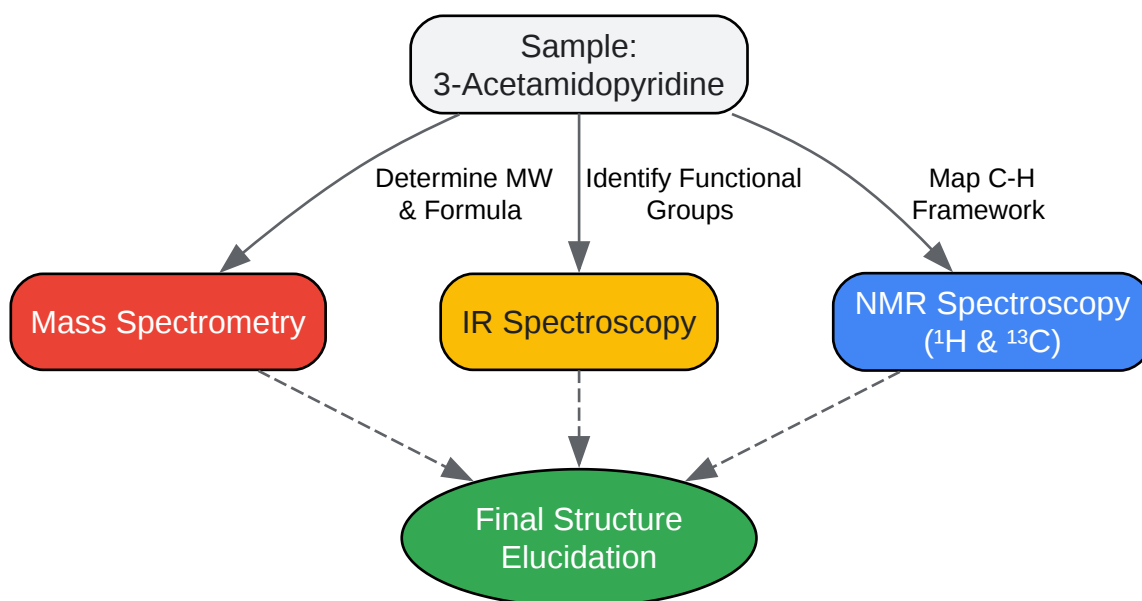 Sample:
3-Acetamidopyridine
Determine MW
& Formula
Identify Functional
Groups
Map C-H
Framework
Mass Spectrometry
IR Spectroscopy
NMR Spectroscopy
(¹H & ¹³C)
Final Structure
Elucidation